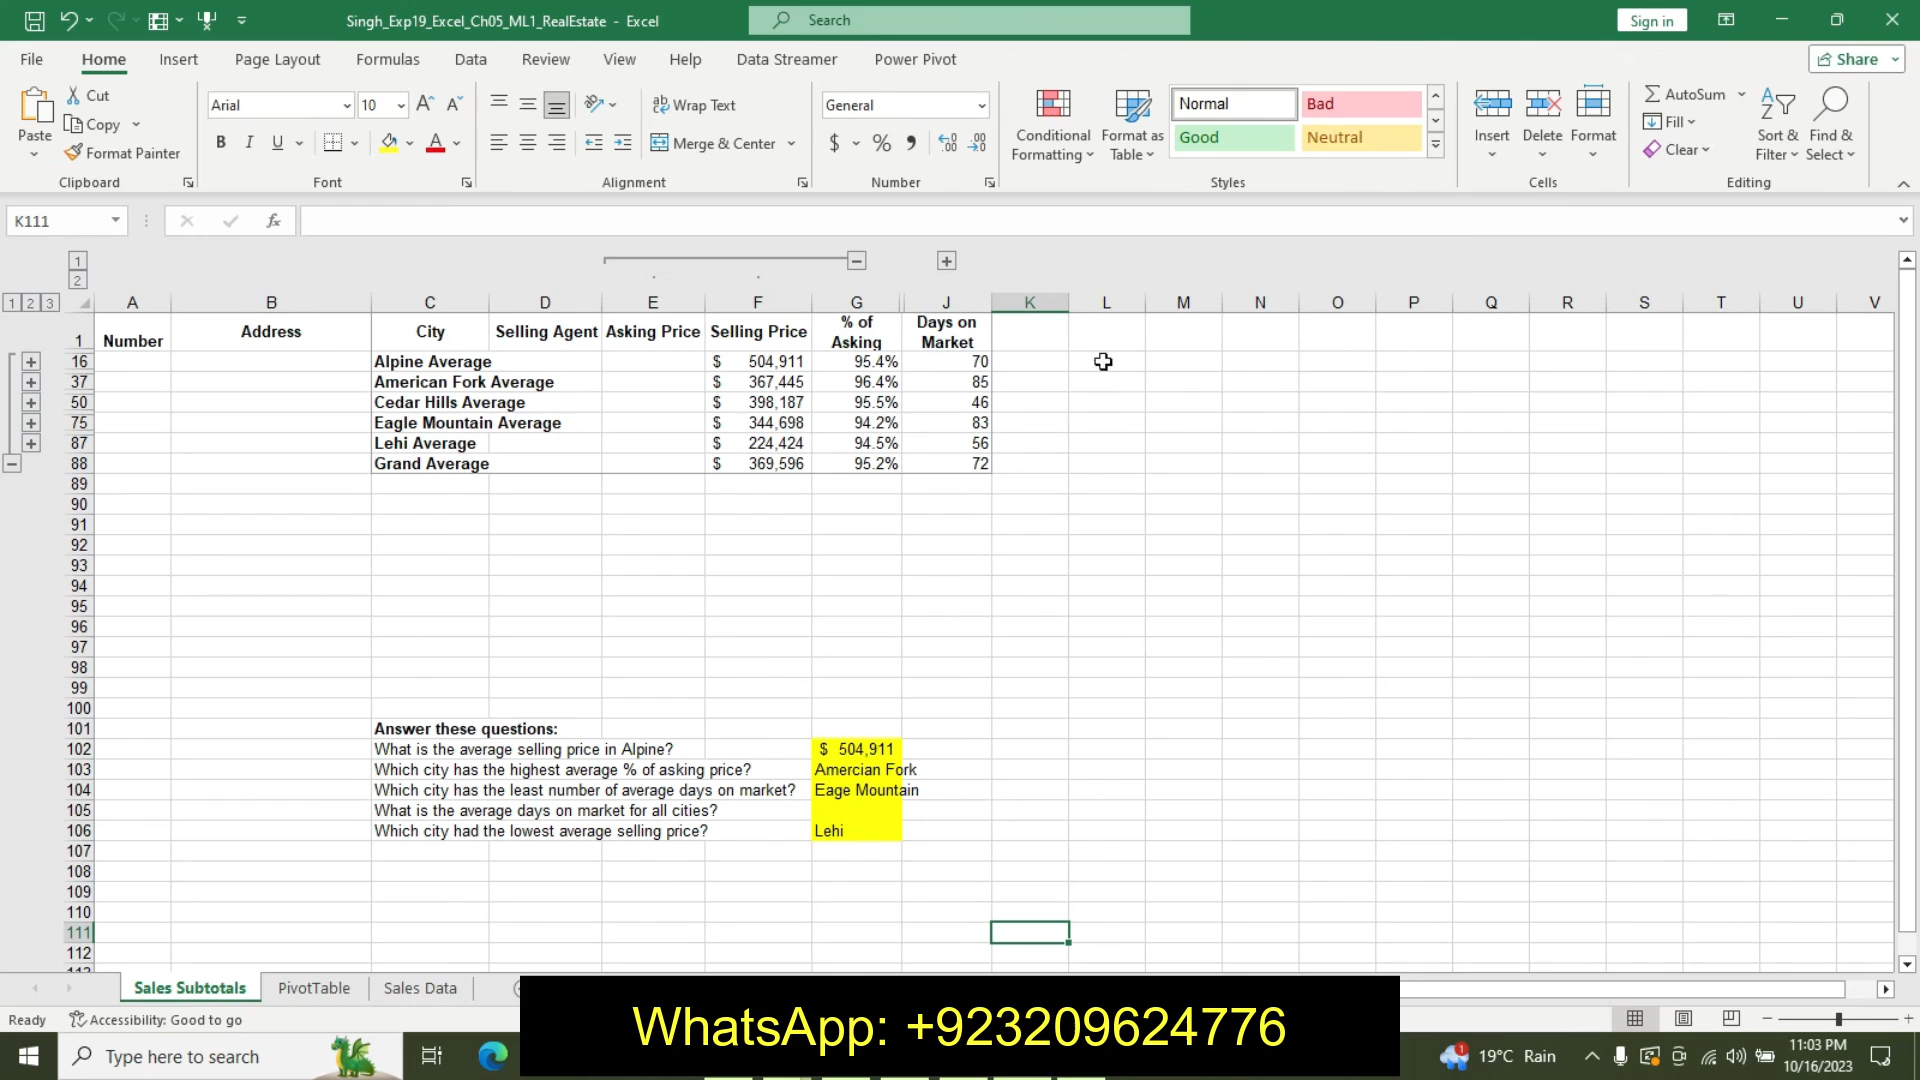 Singh_Exp19_Excel_Ch05_ML1_RealEstate - Excel
Search
Sign in
File Home Insert Page Layout Formulas Data Review View Help Data Streamer Power Pivot
Share
Paste
Cut
Copy
Format Painter
Clipboard
Arial 10
B I U
Font
Wrap Text
Merge & Center
Alignment
General
$ % ,
Number
Conditional Formatting
Format as Table
Normal Bad
Good Neutral
Styles
Insert Delete Format
Cells
AutoSum
Fill
Clear
Sort & Filter
Find & Select
Editing
K111
fx
1
2
1 2 3
A B C D E F G J K L M N O P Q R S T U V
1 Number Address City Selling Agent Asking Price Selling Price % of Asking Days on Market
16 Alpine Average $ 504,911 95.4% 70
37 American Fork Average $ 367,445 96.4% 85
50 Cedar Hills Average $ 398,187 95.5% 46
75 Eagle Mountain Average $ 344,698 94.2% 83
87 Lehi Average $ 224,424 94.5% 56
88 Grand Average $ 369,596 95.2% 72
89
90
91
92
93
94
95
96
97
98
99
100
101 Answer these questions:
102 What is the average selling price in Alpine? $ 504,911
103 Which city has the highest average % of asking price? Amercian Fork
104 Which city has the least number of average days on market? Eage Mountain
105 What is the average days on market for all cities?
106 Which city had the lowest average selling price? Lehi
107
108
109
110
111
112
Sales Subtotals PivotTable Sales Data
Ready Accessibility: Good to go
WhatsApp: +923209624776
Type here to search
1
19°C Rain
11:03 PM
10/16/2023